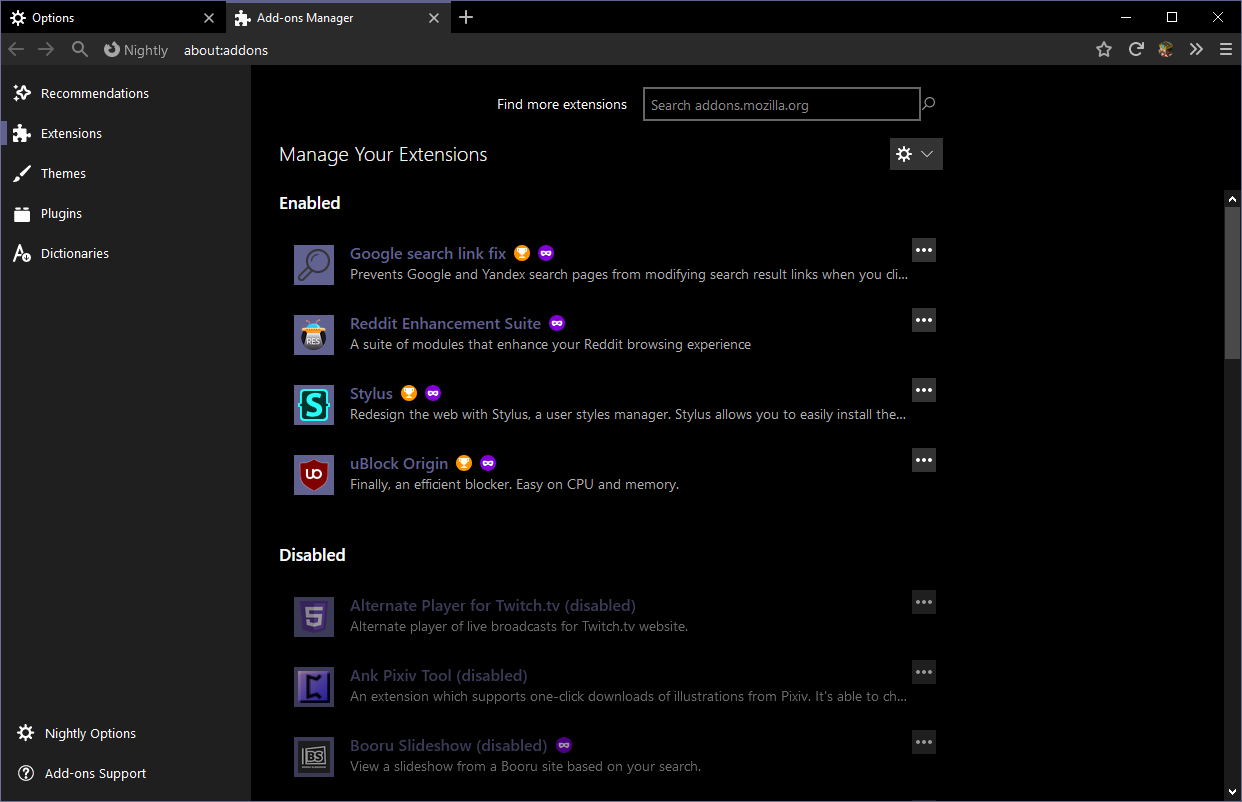 Options
Add-ons Manager
Nightly
about:addons
Recommendations
Extensions
Themes
Plugins
Dictionaries
Nightly Options
Add-ons Support
Find more extensions
Search addons.mozilla.org
Manage Your Extensions
Enabled
Google search link fix
Prevents Google and Yandex search pages from modifying search result links when you cli...
RES
Reddit Enhancement Suite
A suite of modules that enhance your Reddit browsing experience
S
Stylus
Redesign the web with Stylus, a user styles manager. Stylus allows you to easily install the...
uBlock Origin
Finally, an efficient blocker. Easy on CPU and memory.
Disabled
5
Alternate Player for Twitch.tv (disabled)
Alternate player of live broadcasts for Twitch.tv website.
Ank Pixiv Tool (disabled)
An extension which supports one-click downloads of illustrations from Pixiv. It's able to ch...
BS
Booru Slideshow (disabled)
View a slideshow from a Booru site based on your search.